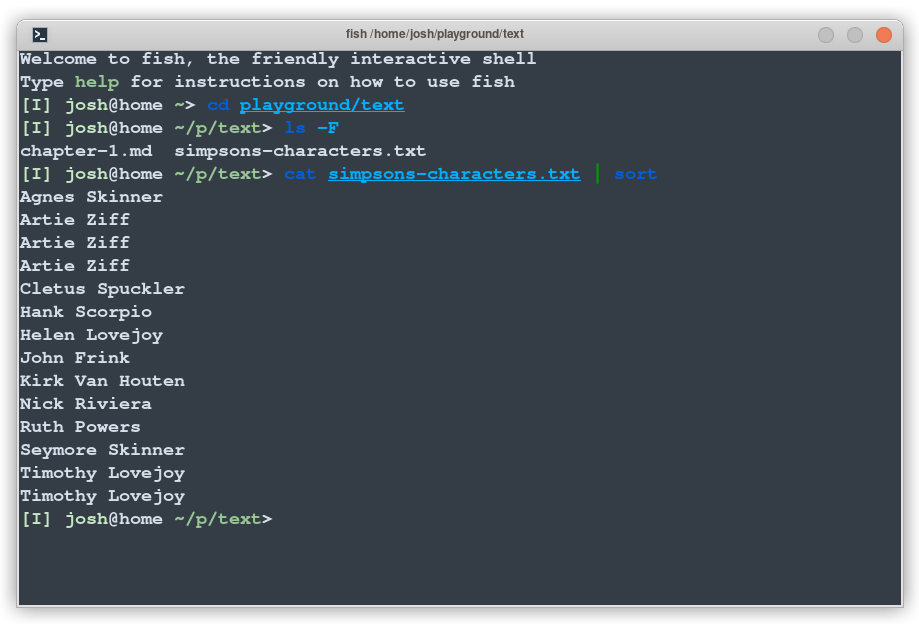 fish /home/josh/playground/text
Welcome to fish, the friendly interactive shell
Type help for instructions on how to use fish
[I] josh@home ~> cd playground/text
[I] josh@home ~/p/text> ls -F
chapter-1.md  simpsons-characters.txt
[I] josh@home ~/p/text> cat simpsons-characters.txt | sort
Agnes Skinner
Artie Ziff
Artie Ziff
Artie Ziff
Cletus Spuckler
Hank Scorpio
Helen Lovejoy
John Frink
Kirk Van Houten
Nick Riviera
Ruth Powers
Seymore Skinner
Timothy Lovejoy
Timothy Lovejoy
[I] josh@home ~/p/text>